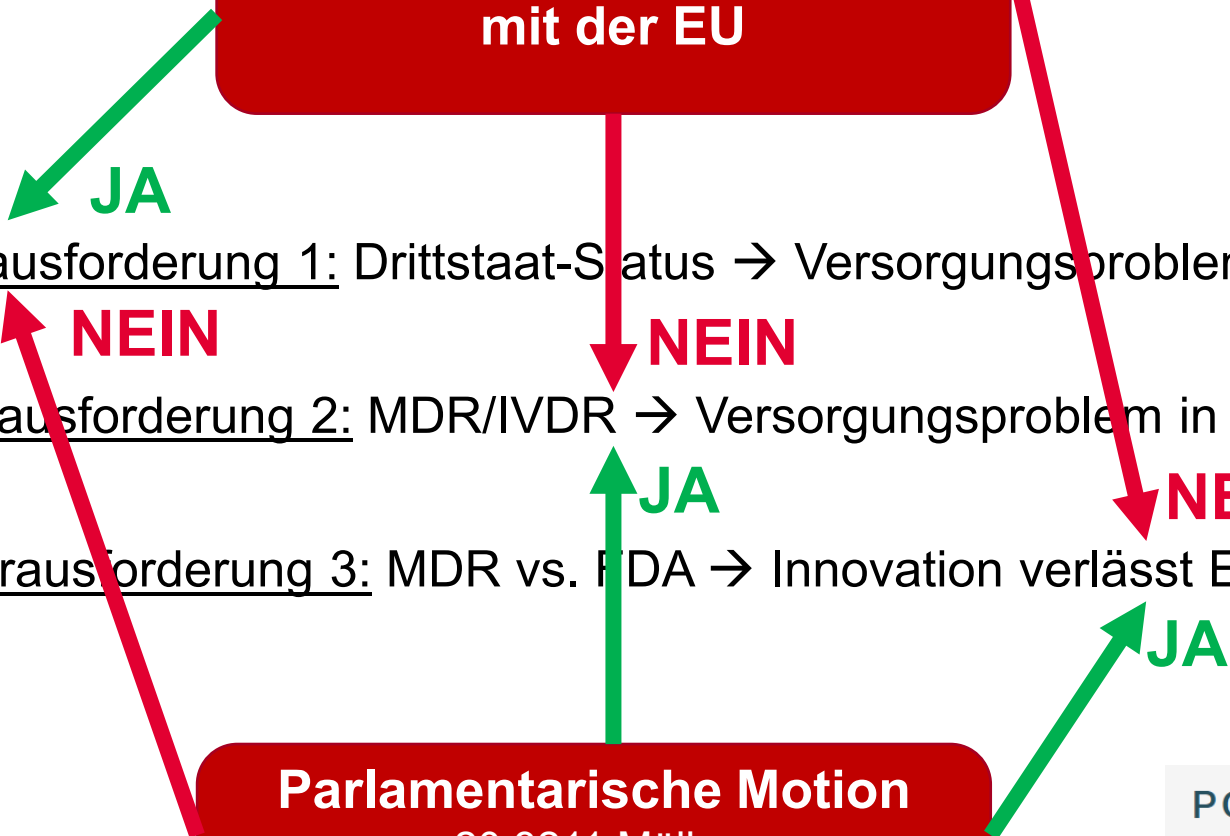 mit der EU
JA
ausforderung 1: Drittstaat-Status → Versorgungsproblem
NEIN
NEIN
ausforderung 2: MDR/IVDR → Versorgungsproblem in
JA
NE
rausforderung 3: MDR vs. FDA → Innovation verlässt E
JA
Parlamentarische Motion